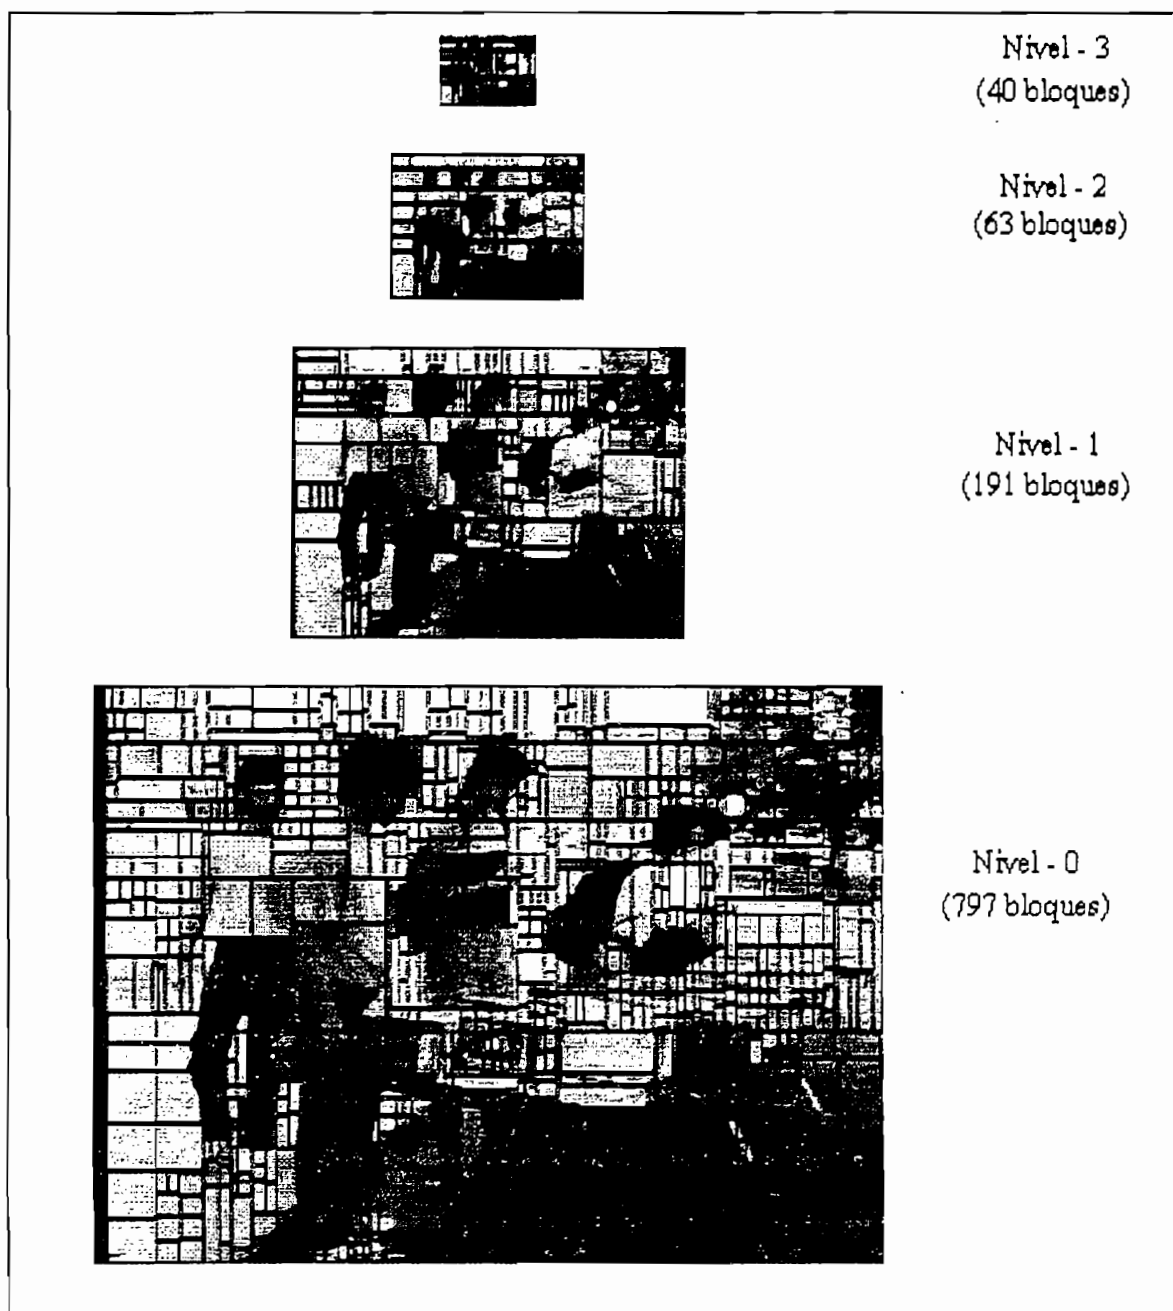 Nivel - 3
(40 bloques)
Nivel - 2
(63 bloques)
Nivel - 1
(191 bloques)
Nivel - 0
(797 bloques)